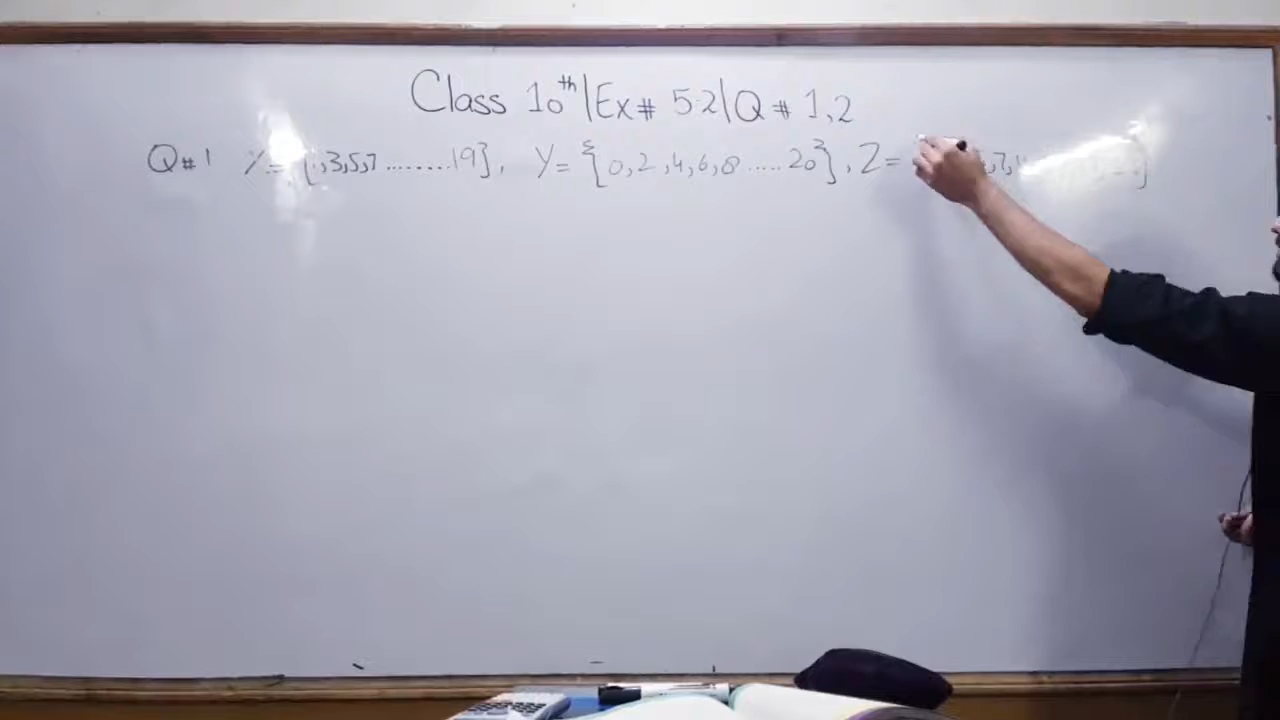 Class 10th | Ex # 5.2 | Q # 1,2
Q#1 X = {1,3,5,7 ........19}, Y = {0,2,4,6,8 .....20}, Z =